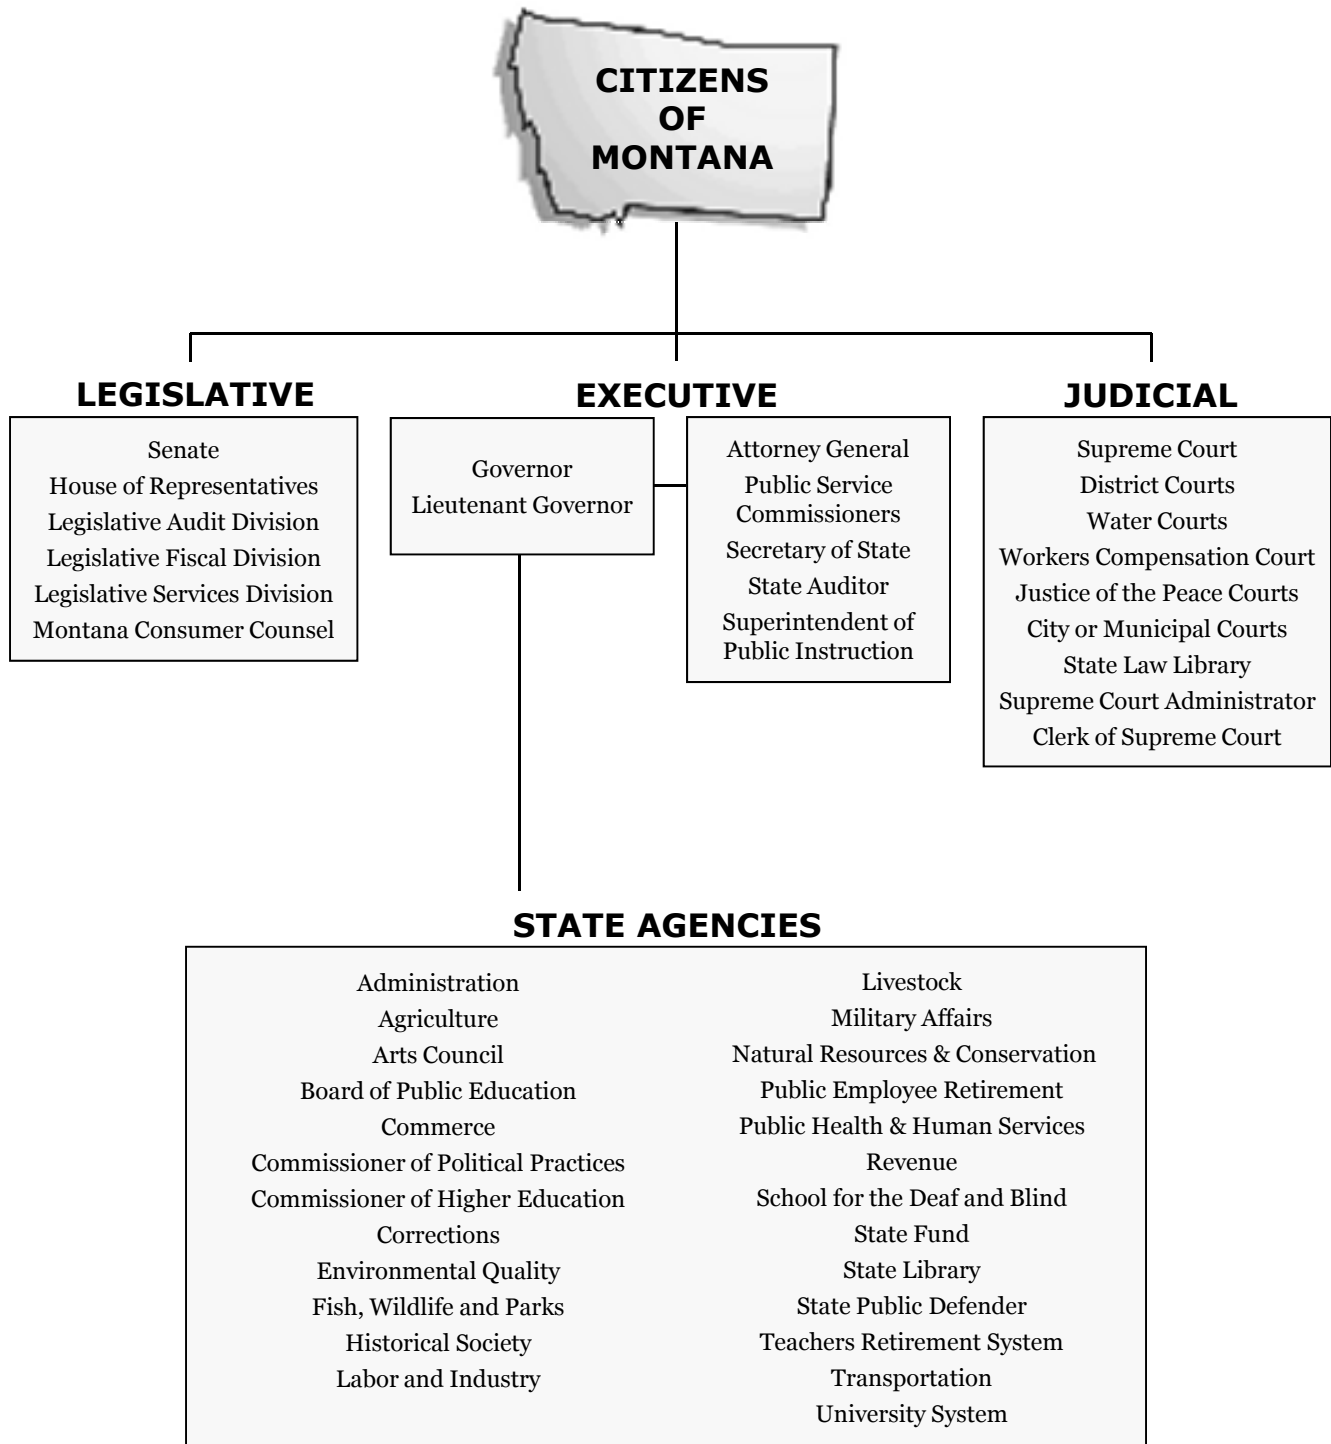 CITIZENS
OF
MONTANA
LEGISLATIVE
Senate
House of Representatives
Legislative Audit Division
Legislative Fiscal Division
Legislative Services Division
Montana Consumer Counsel
EXECUTIVE
Governor
Lieutenant Governor
Attorney General
Public Service
Commissioners
Secretary of State
State Auditor
Superintendent of
Public Instruction
JUDICIAL
Supreme Court
District Courts
Water Courts
Workers Compensation Court
Justice of the Peace Courts
City or Municipal Courts
State Law Library
Supreme Court Administrator
Clerk of Supreme Court
STATE AGENCIES
Administration
Agriculture
Arts Council
Board of Public Education
Commerce
Commissioner of Political Practices
Commissioner of Higher Education
Corrections
Environmental Quality
Fish, Wildlife and Parks
Historical Society
Labor and Industry
Livestock
Military Affairs
Natural Resources & Conservation
Public Employee Retirement
Public Health & Human Services
Revenue
School for the Deaf and Blind
State Fund
State Library
State Public Defender
Teachers Retirement System
Transportation
University System